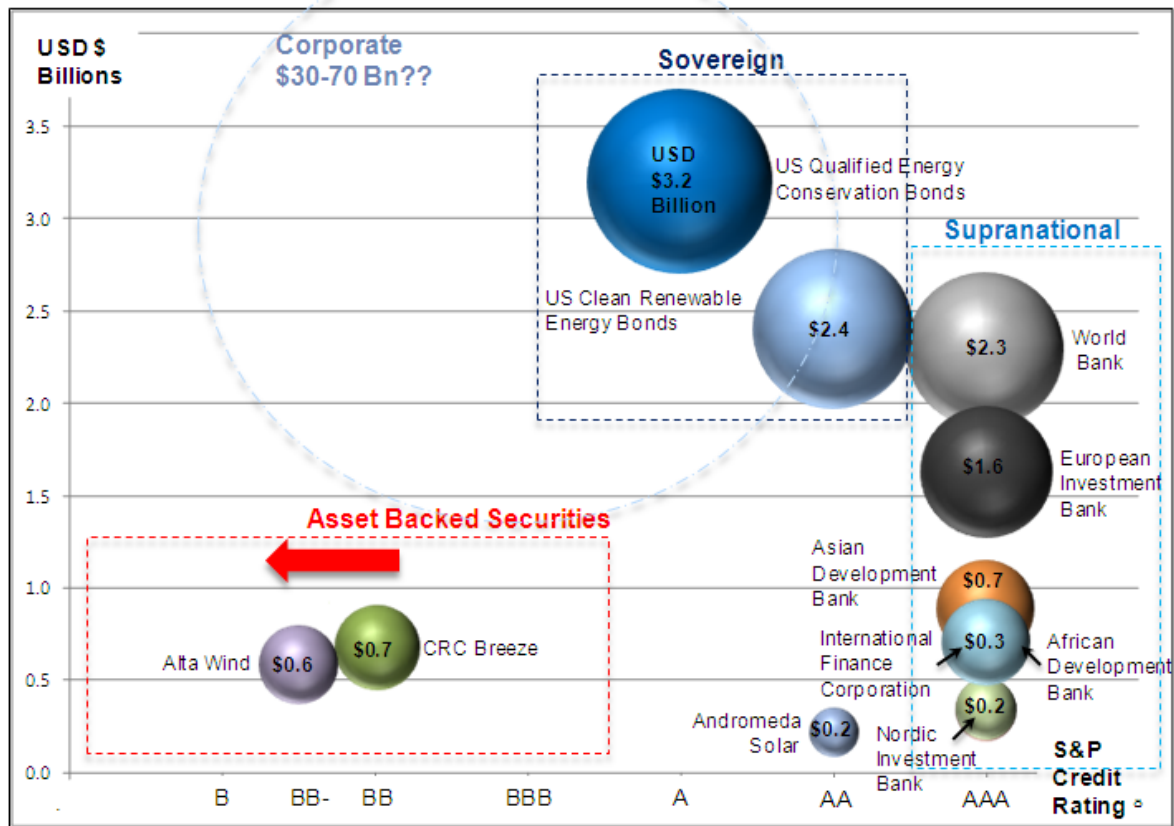 USD $
Billions
Corporate
$30-70 Bn??
Sovereign
3.5
USD
$3.2
Billion
US Qualified Energy
Conservation Bonds
3.0
Supranational
2.5
US Clean Renewable
Energy Bonds
$2.4
$2.3
World
Bank
2.0
$1.6
European
Investment
Bank
1.5
Asset Backed Securities
Asian
Development
Bank
$0.7
1.0
Alta Wind
$0.6
$0.7
CRC Breeze
International
Finance
Corporation
$0.3
African
Development
Bank
0.5
Andromeda
Solar
$0.2
Nordic
Investment
Bank
$0.2
0.0
S&P
Credit
Rating
B
BB-
BB
BBB
A
AA
AAA